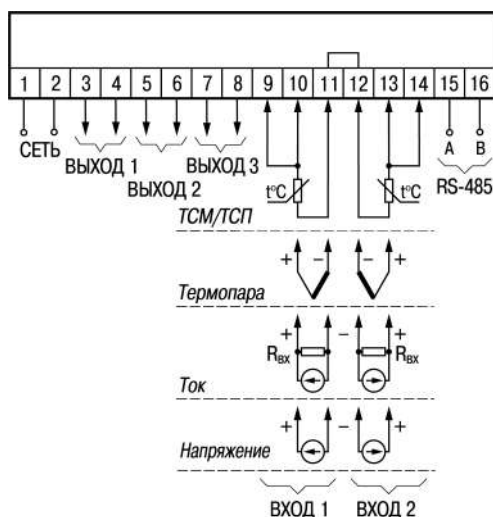 1 2 3 4 5 6 7 8 9 10 11 12 13 14 15 16
СЕТЬ
ВЫХОД 1
ВЫХОД 2
ВЫХОД 3
t°C
t°C
A B
RS-485
ТСМ/ТСП
+ – – +
Термопара
+ – +
Rвх Rвх
Ток
+ – +
Напряжение
ВХОД 1 ВХОД 2